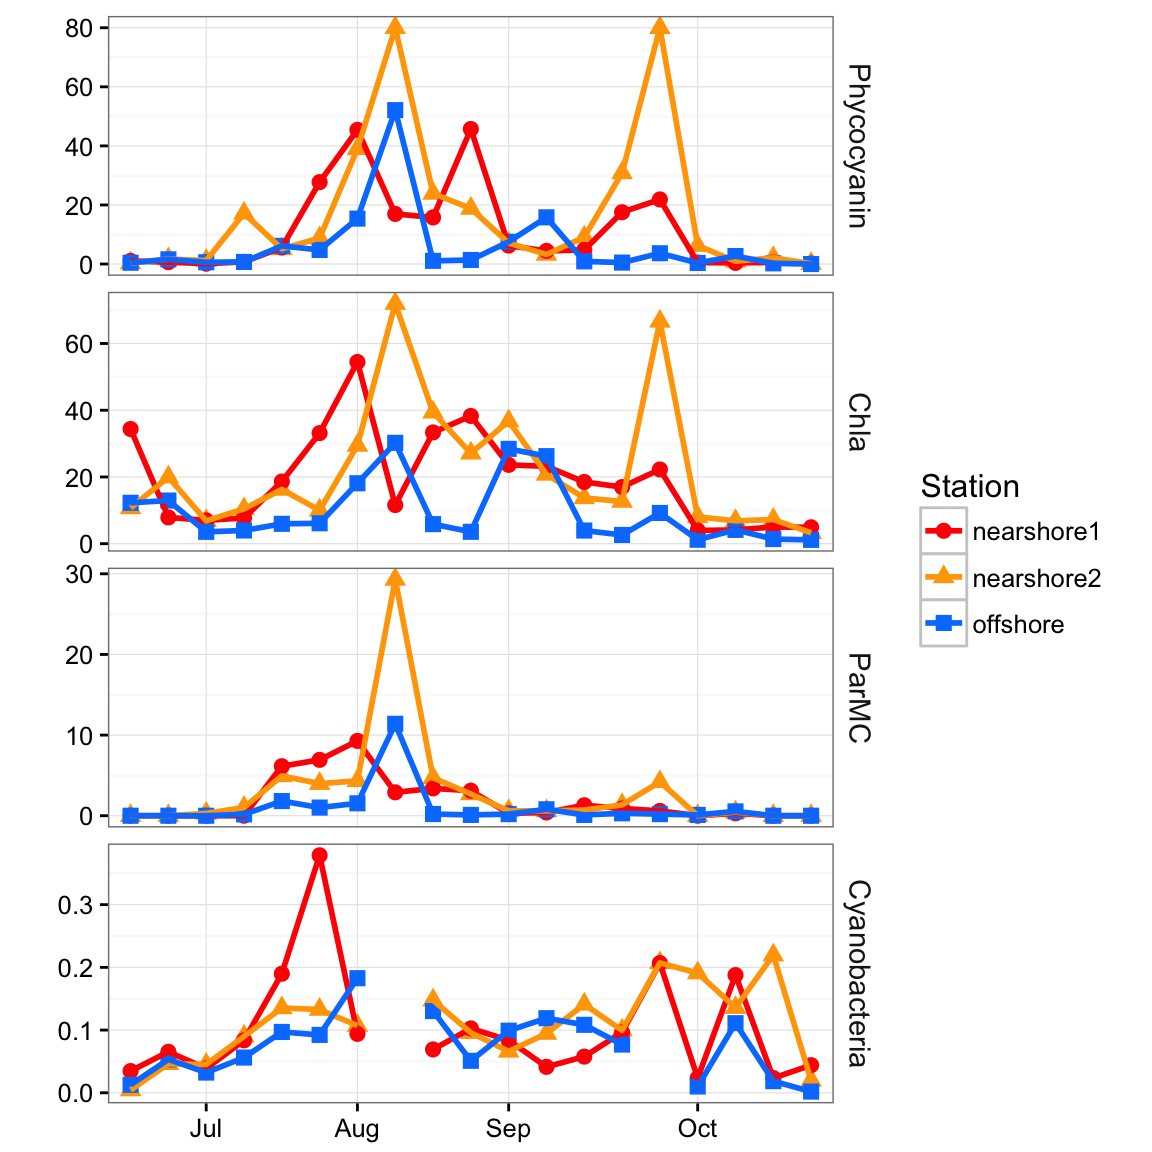 80
60
40
20
0
Phycocyanin
60
40
20
0
Chla
30
20
10
0
ParMC
0.3
0.2
0.1
0.0
Cyanobacteria
Jul Aug Sep Oct
Station
nearshore1
nearshore2
offshore